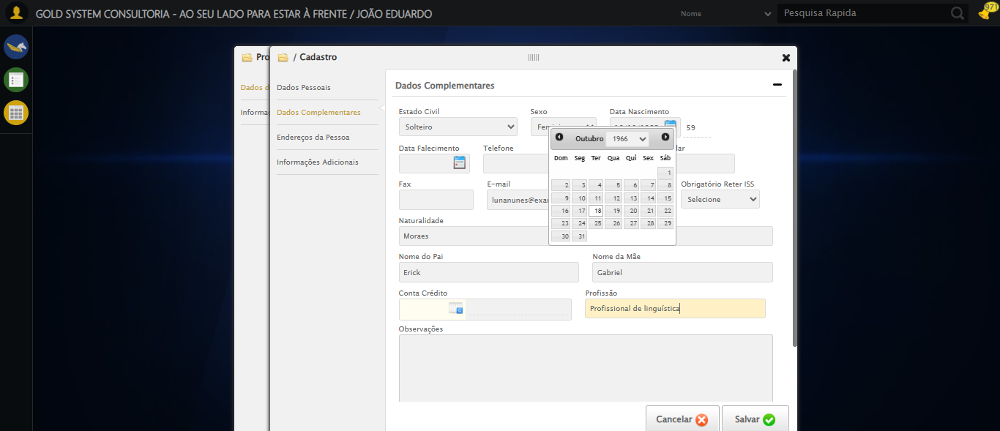 GOLD SYSTEM CONSULTORIA - AO SEU LADO PARA ESTAR À FRENTE / JOÃO EDUARDO
Nome
Pesquisa Rapida
971
Pro
/ Cadastro
Dados d
Informaç
Dados Pessoais
Dados Complementares
Endereços da Pessoa
Informações Adicionais
Dados Complementares
Estado Civil Sexo Data Nascimento
Solteiro
59
Data Falecimento Telefone
Outubro 1966
Dom Seg Ter Qua Qui Sex Sáb
1
2 3 4 5 6 7 8
9 10 11 12 13 14 15
16 17 18 19 20 21 22
23 24 25 26 27 28 29
30 31
lar
Fax E-mail Obrigatório Reter ISS
lunanunes@exa
Selecione
Naturalidade
Moraes
Nome do Pai Nome da Mãe
Erick Gabriel
Conta Crédito Profissão
Profissional de linguística
Observações
Cancelar Salvar